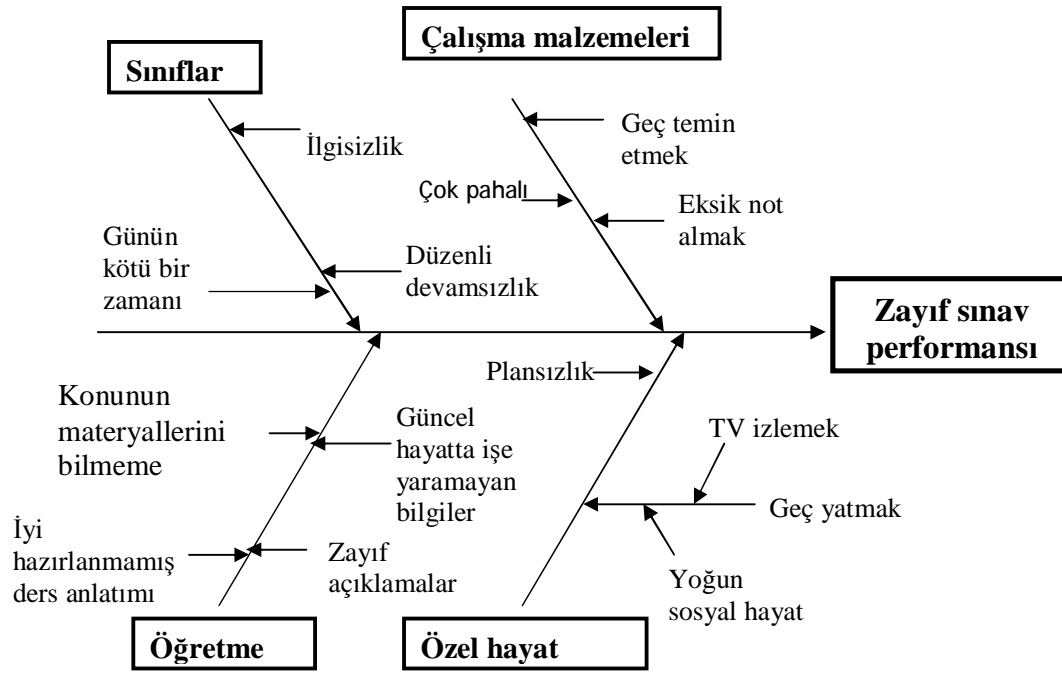 Çalışma malzemeleri
Sınıflar
Geç temin
etmek
İlgisizlik
Çok pahalı
Eksik not
almak
Günün
kötü bir
zamanı
Düzenli
devamsızlık
Zayıf sınav
performansı
Plansızlık
Konunun
materyallerini
bilmeme
Güncel
hayatta işe
yaramayan
bilgiler
TV izlemek
Geç yatmak
İyi
hazırlanmamış
ders anlatımı
Zayıf
açıklamalar
Yoğun
sosyal hayat
Öğretme
Özel hayat